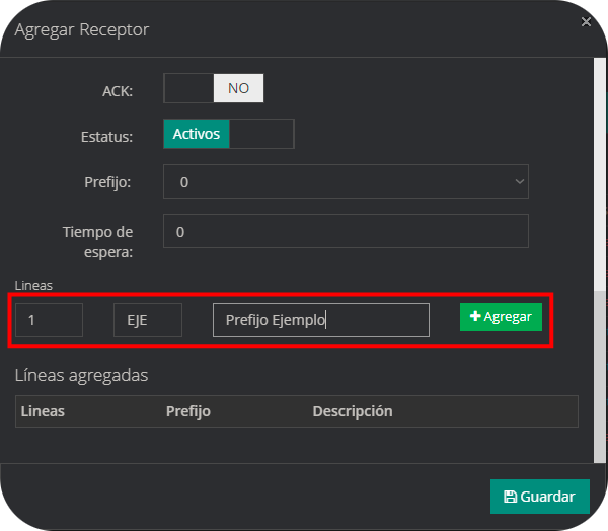 Agregar Receptor ×
ACK: NO
Estatus: Activos
Prefijo: 0
Tiempo de espera: 0
Lineas
1 EJE Prefijo Ejemplo + Agregar
Líneas agregadas
Lineas Prefijo Descripción
Guardar